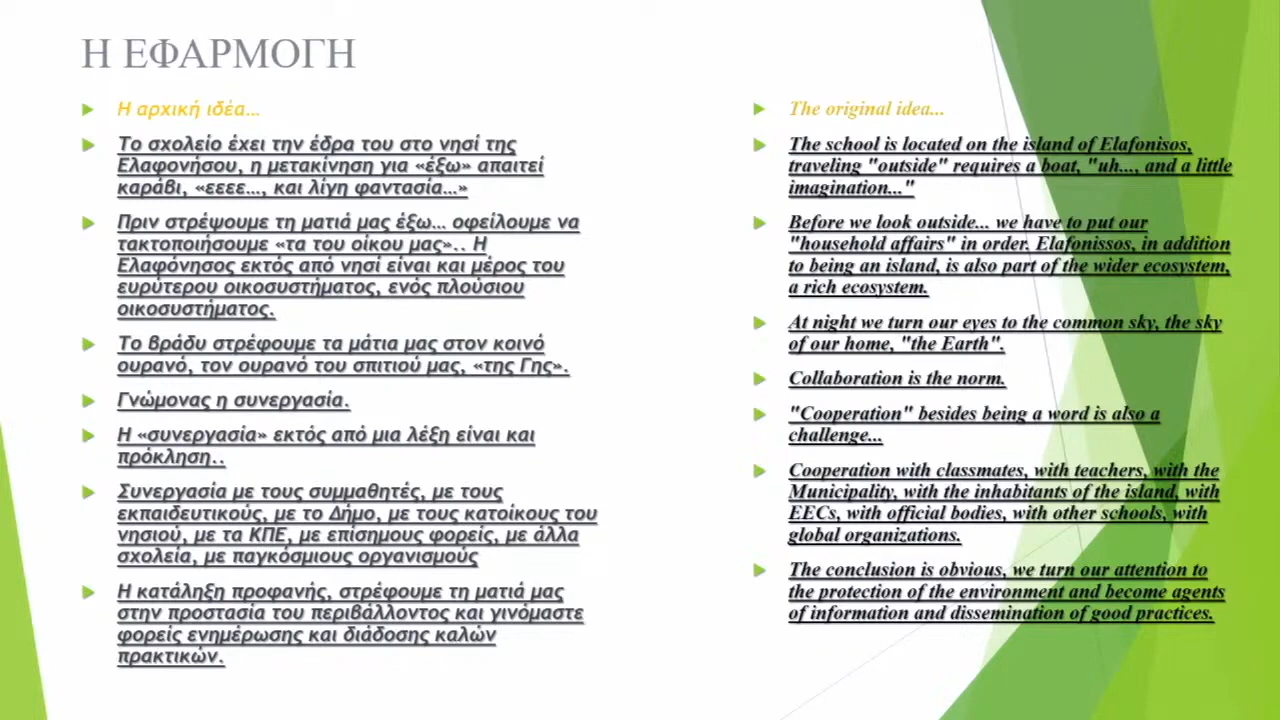 Η ΕΦΑΡΜΟΓΗ
Η αρχική ιδέα…
Το σχολείο έχει την έδρα του στο νησί της
Ελαφονήσου, η μετακίνηση για «έξω» απαιτεί
καράβι, «εεεε…, και λίγη φαντασία…»
Πριν στρέψουμε τη ματιά μας έξω… οφείλουμε να
τακτοποιήσουμε «τα του οίκου μας».. Η
Ελαφόνησος εκτός από νησί είναι και μέρος του
ευρύτερου οικοσυστήματος, ενός πλούσιου
οικοσυστήματος.
Το βράδυ στρέφουμε τα μάτια μας στον κοινό
ουρανό, τον ουρανό του σπιτιού μας, «της Γης».
Γνώμονας η συνεργασία.
Η «συνεργασία» εκτός από μια λέξη είναι και
πρόκληση..
Συνεργασία με τους συμμαθητές, με τους
εκπαιδευτικούς, με το Δήμο, με τους κατοίκους του
νησιού, με τα ΚΠΕ, με επίσημους φορείς, με άλλα
σχολεία, με παγκόσμιους οργανισμούς
Η κατάληξη προφανής, στρέφουμε τη ματιά μας
στην προστασία του περιβάλλοντος και γινόμαστε
φορείς ενημέρωσης και διάδοσης καλών
πρακτικών.
The original idea...
The school is located on the island of Elafonisos,
traveling "outside" requires a boat, "uh..., and a little
imagination..."
Before we look outside... we have to put our
"household affairs" in order. Elafonissos, in addition
to being an island, is also part of the wider ecosystem,
a rich ecosystem.
At night we turn our eyes to the common sky, the sky
of our home, "the Earth".
Collaboration is the norm.
"Cooperation" besides being a word is also a
challenge...
Cooperation with classmates, with teachers, with the
Municipality, with the inhabitants of the island, with
EECs, with official bodies, with other schools, with
global organizations.
The conclusion is obvious, we turn our attention to
the protection of the environment and become agents
of information and dissemination of good practices.